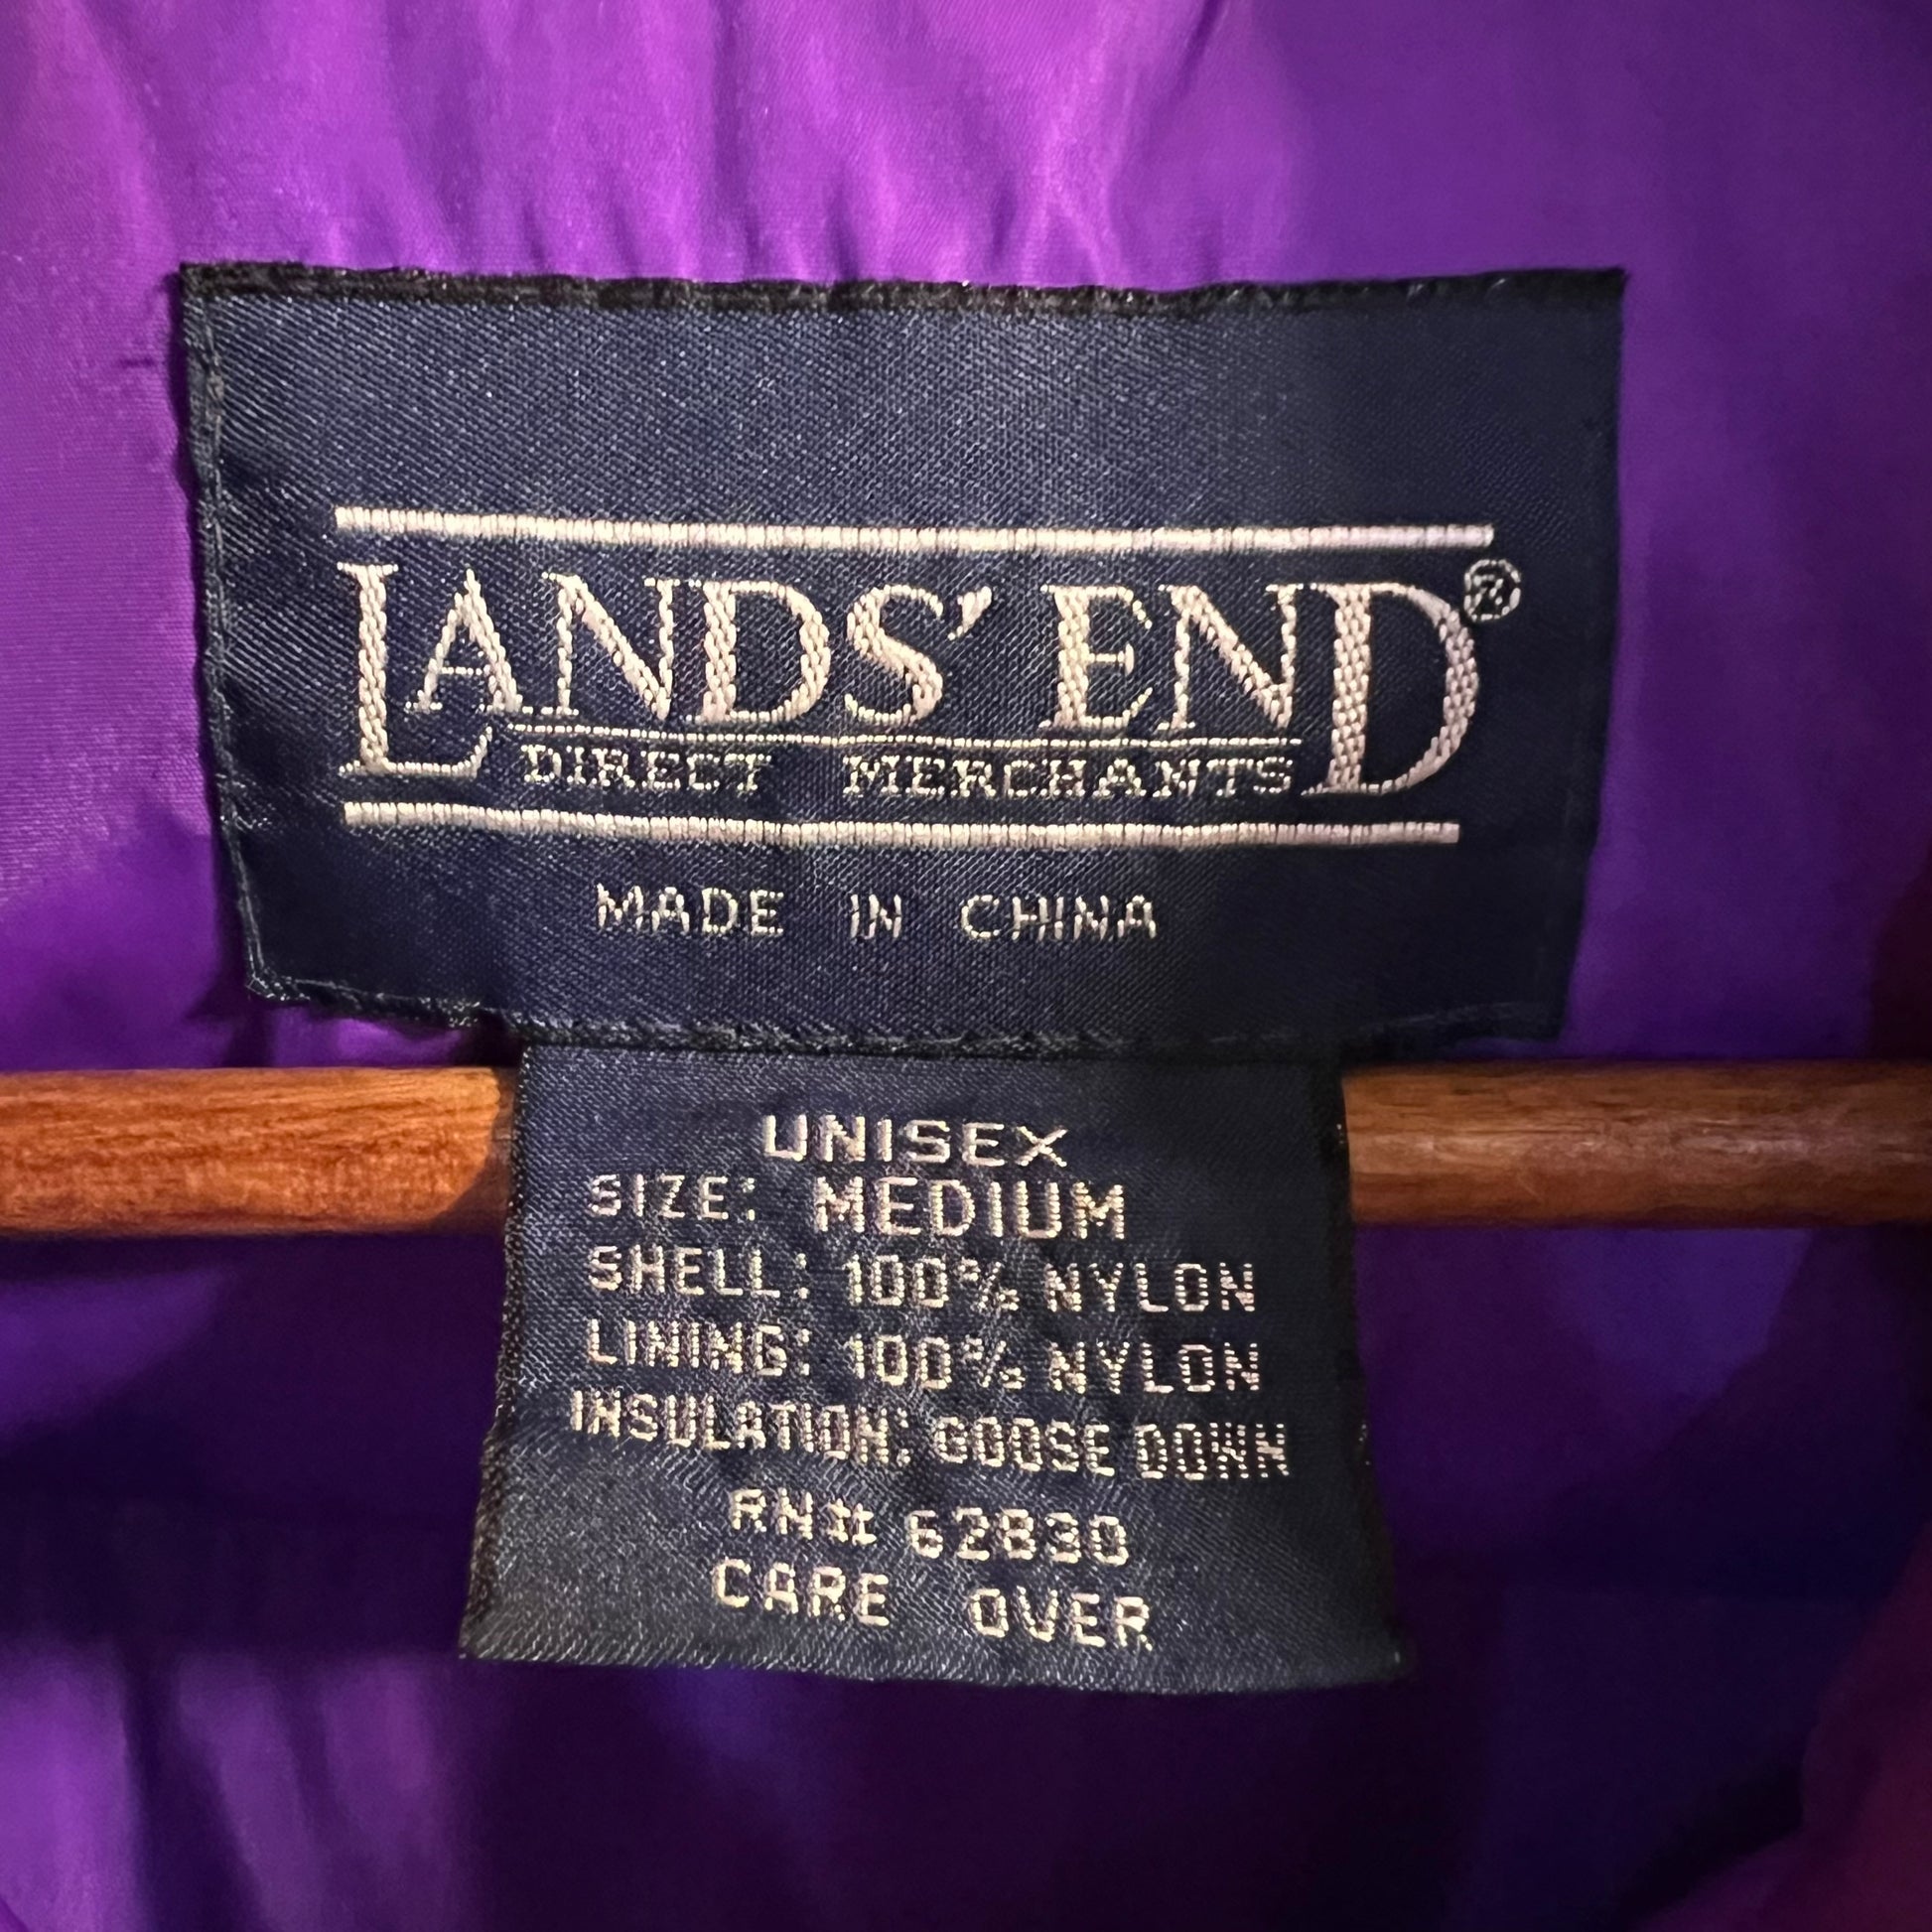 LANDS' END®
DIRECT MERCHANTS
MADE IN CHINA
UNISEX
SIZE: MEDIUM
SHELL: 100% NYLON
LINING: 100% NYLON
INSULATION: GOOSE DOWN
RN# 62830
CARE OVER